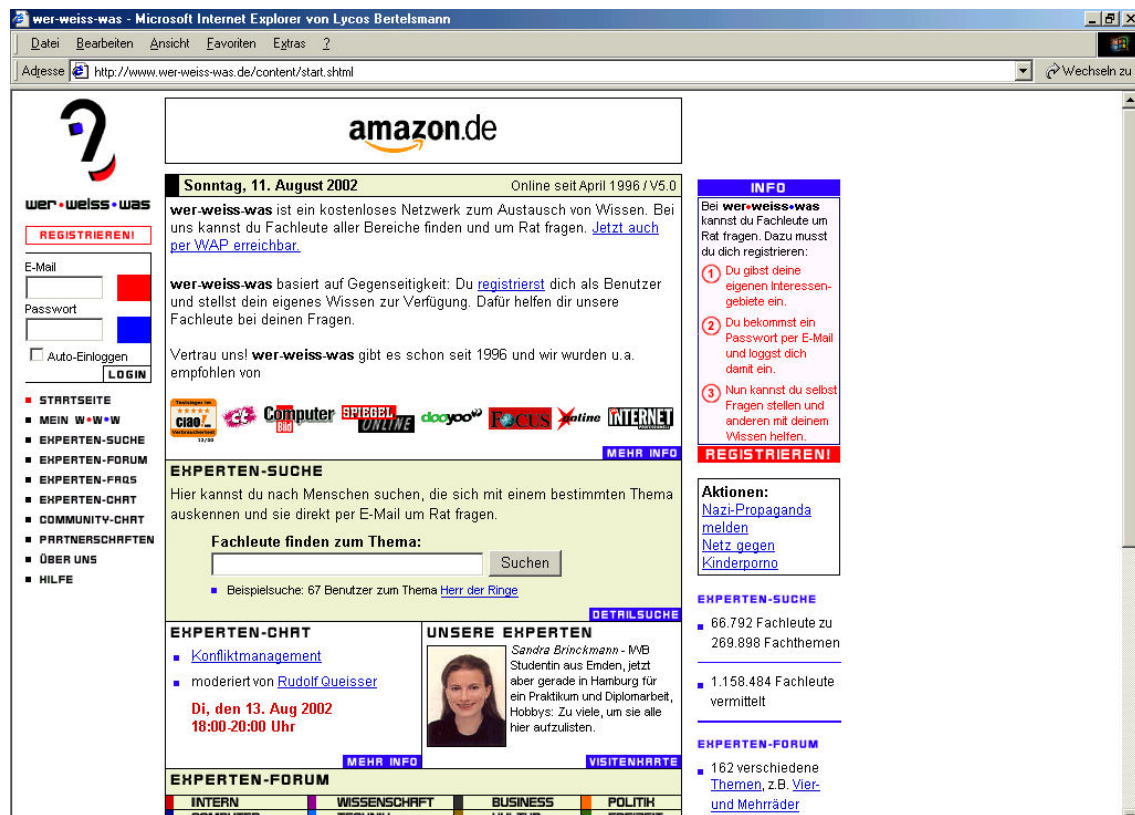 wer-weiss-was - Microsoft Internet Explorer von Lycos Bertelsmann
Datei Bearbeiten Ansicht Favoriten Extras ?
Adresse http://www.wer-weiss-was.de/content/start.shtml Wechseln zu
wer•weiss•was
REGISTRIEREN!
E-Mail
Passwort
Auto-Einloggen
LOGIN
STARTSEITE
MEIN W•W•W
EXPERTEN-SUCHE
EXPERTEN-FORUM
EXPERTEN-FAQS
EXPERTEN-CHAT
COMMUNITY-CHAT
PARTNERSCHAFTEN
ÜBER UNS
HILFE
amazon.de
Sonntag, 11. August 2002 Online seit April 1996 / V5.0
wer-weiss-was ist ein kostenloses Netzwerk zum Austausch von Wissen. Bei
uns kannst du Fachleute aller Bereiche finden und um Rat fragen. Jetzt auch
per WAP erreichbar.
wer-weiss-was basiert auf Gegenseitigkeit: Du registrierst dich als Benutzer
und stellst dein eigenes Wissen zur Verfügung. Dafür helfen dir unsere
Fachleute bei deinen Fragen.
Vertrau uns! wer-weiss-was gibt es schon seit 1996 und wir wurden u.a.
empfohlen von
ciao! c't Computer Bild SPIEGEL ONLINE dooyoo FOCUS online INTERNET
MEHR INFO
EXPERTEN-SUCHE
Hier kannst du nach Menschen suchen, die sich mit einem bestimmten Thema
auskennen und sie direkt per E-Mail um Rat fragen.
Fachleute finden zum Thema:
Suchen
Beispielsuche: 67 Benutzer zum Thema Herr der Ringe
DETAILSUCHE
EXPERTEN-CHAT
Konfliktmanagement
moderiert von Rudolf Queisser
Di, den 13. Aug 2002
18:00-20:00 Uhr
MEHR INFO
UNSERE EXPERTEN
Sandra Brinckmann - IWB
Studentin aus Emden, jetzt
aber gerade in Hamburg für
ein Praktikum und Diplomarbeit,
Hobbys: Zu viele, um sie alle
hier aufzulisten.
VISITENKARTE
EXPERTEN-FORUM
INTERN WISSENSCHAFT BUSINESS POLITIK
COMPUTER TECHNIK KULTUR FREIZEIT
INFO
Bei wer•weiss•was
kannst du Fachleute um
Rat fragen. Dazu musst
du dich registrieren:
1 Du gibst deine
eigenen Interessen-
gebiete ein.
2 Du bekommst ein
Passwort per E-Mail
und loggst dich
damit ein.
3 Nun kannst du selbst
Fragen stellen und
anderen mit deinem
Wissen helfen.
REGISTRIEREN!
Aktionen:
Nazi-Propaganda
melden
Netz gegen
Kinderporno
EXPERTEN-SUCHE
66.792 Fachleute zu
269.898 Fachthemen
1.158.484 Fachleute
vermittelt
EXPERTEN-FORUM
162 verschiedene
Themen, z.B. Vier-
und Mehrräder